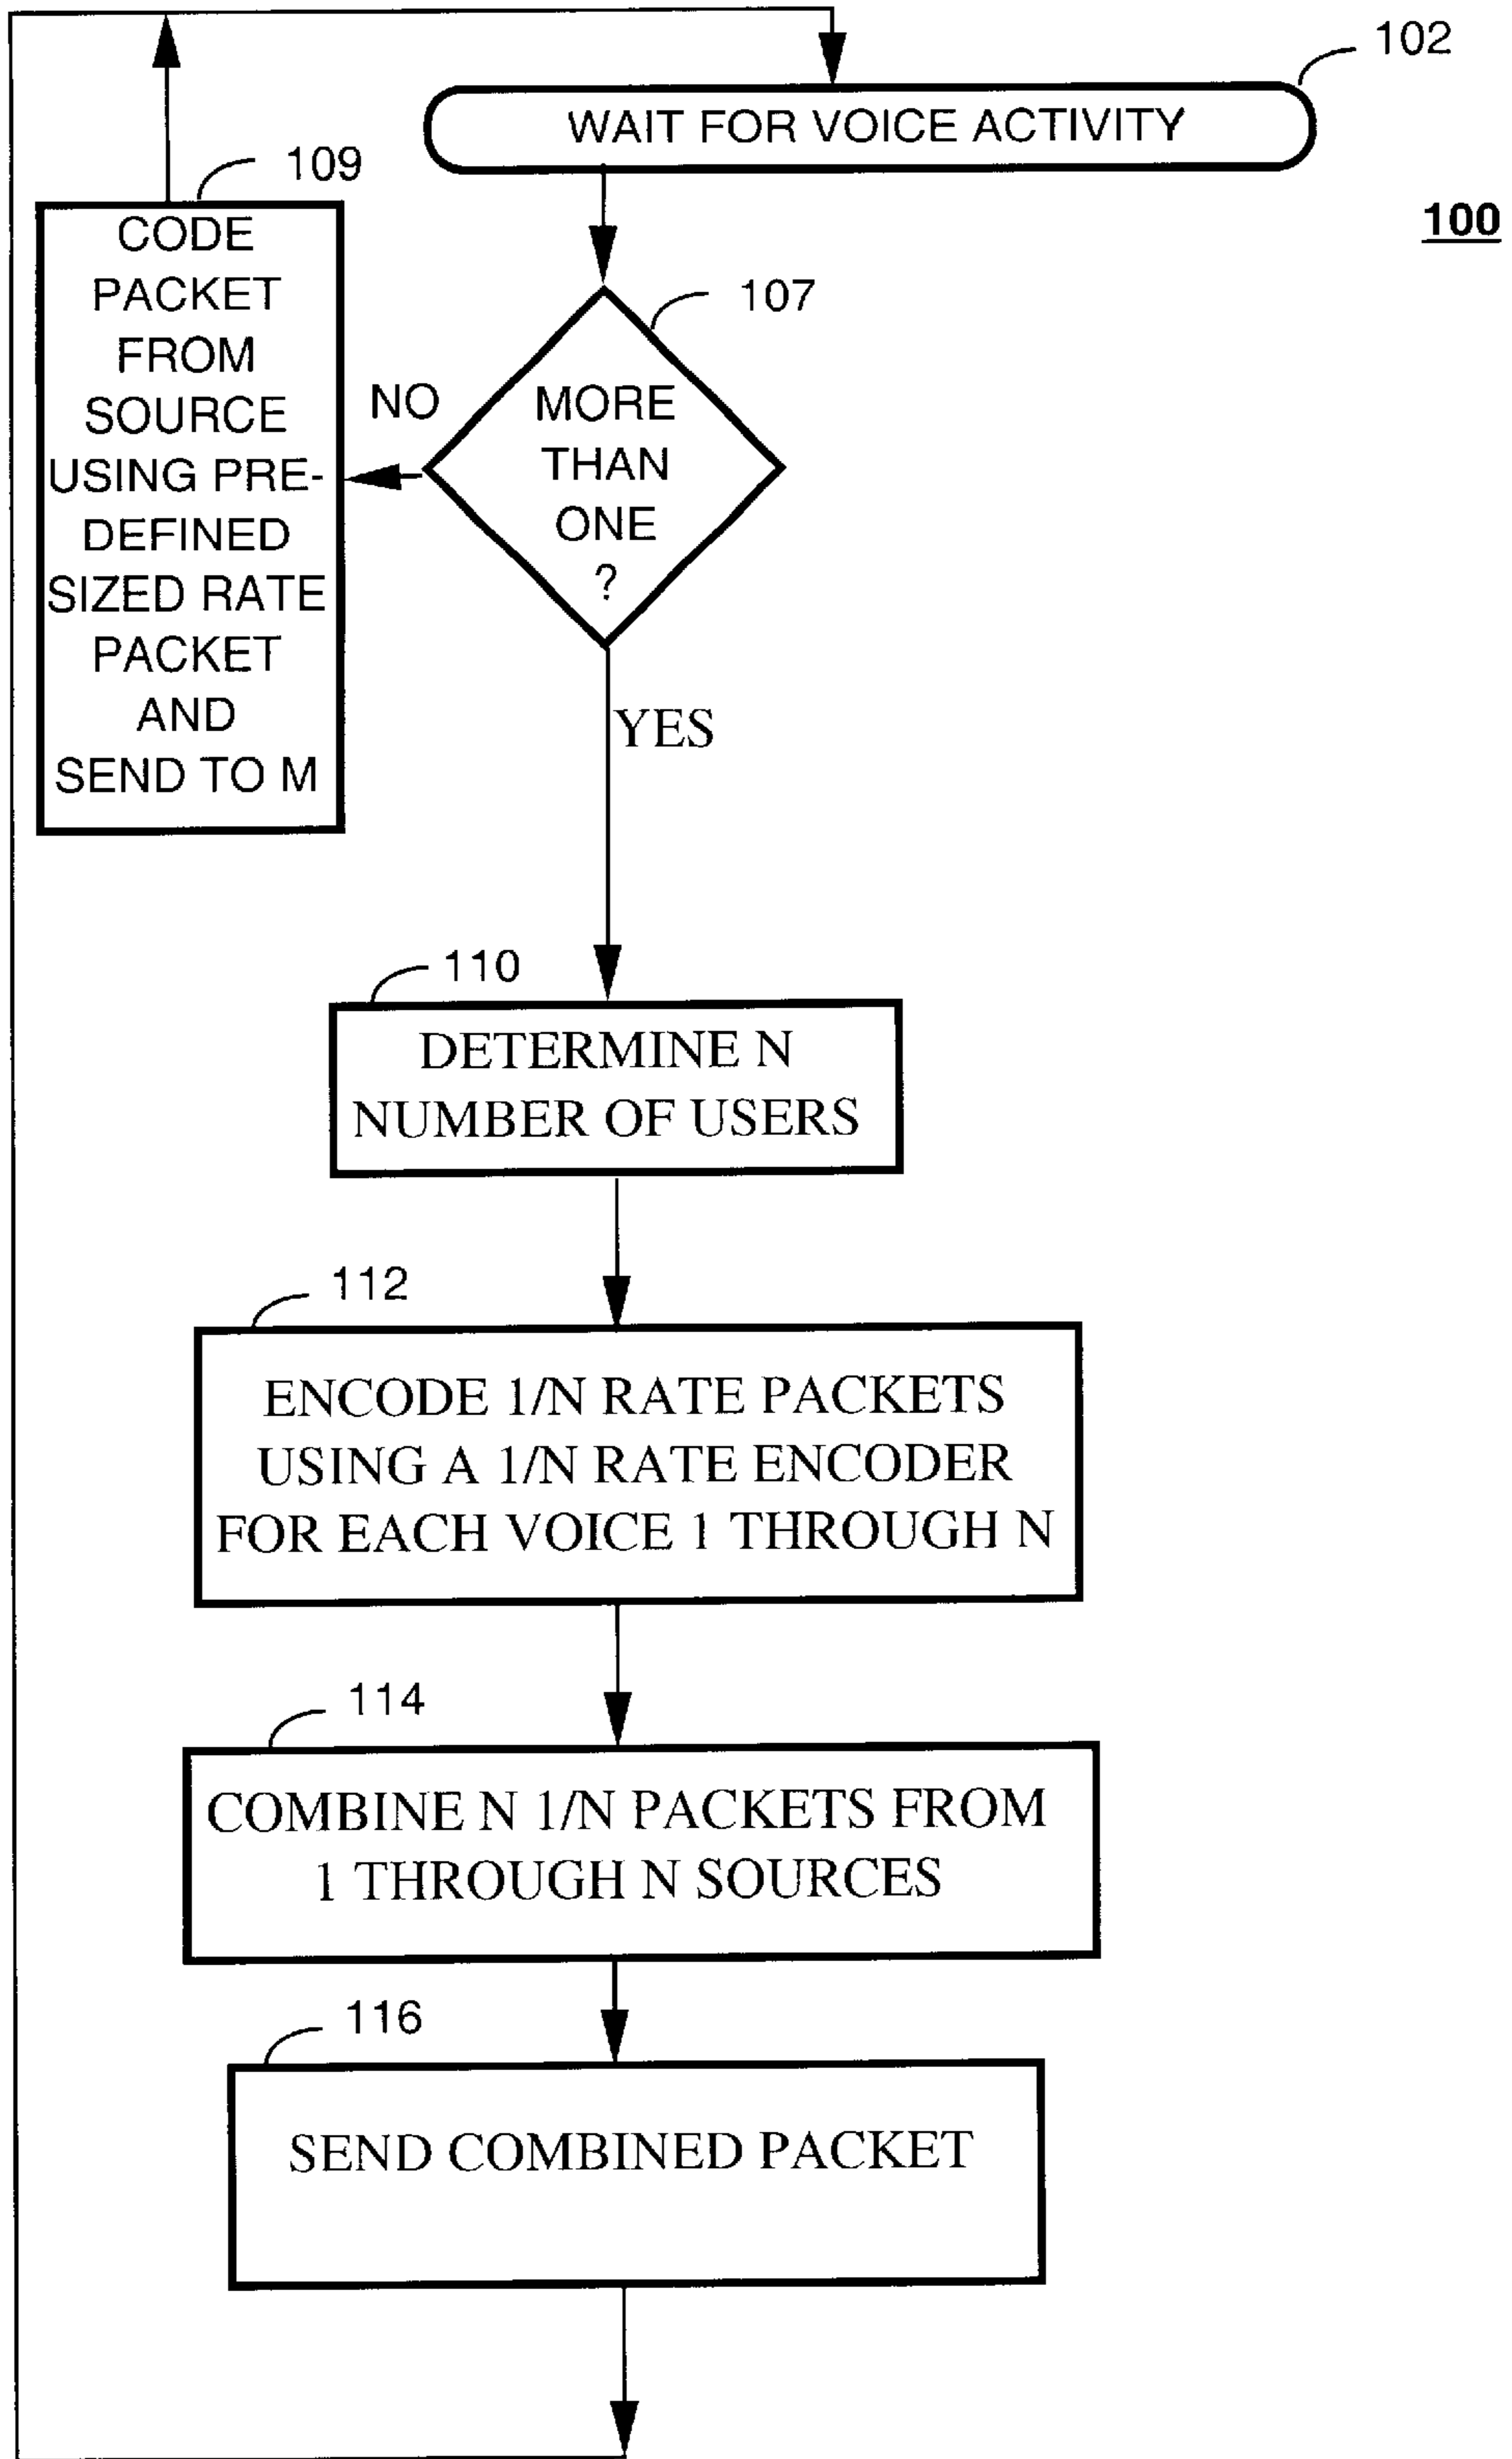 102
WAIT FOR VOICE ACTIVITY
100
109
CODE
PACKET
FROM
SOURCE
USING PRE-
DEFINED
SIZED RATE
PACKET
AND
SEND TO M
107
MORE
THAN
ONE
?
NO
YES
110
DETERMINE N
NUMBER OF USERS
112
ENCODE 1/N RATE PACKETS
USING A 1/N RATE ENCODER
FOR EACH VOICE 1 THROUGH N
114
COMBINE N 1/N PACKETS FROM
1 THROUGH N SOURCES
116
SEND COMBINED PACKET